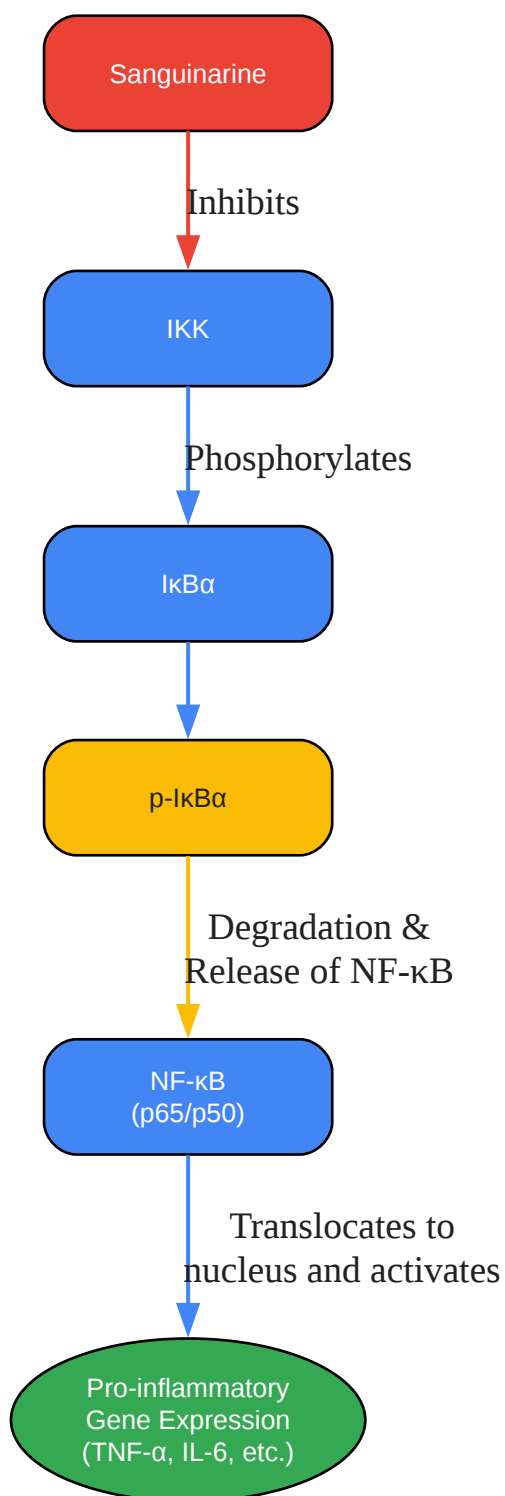 Sanguinarine
Inhibits
IKK
Phosphorylates
IκBα
p-IκBα
Degradation &
Release of NF-κB
NF-κB
(p65/p50)
Translocates to
nucleus and activates
Pro-inflammatory
Gene Expression
(TNF-α, IL-6, etc.)